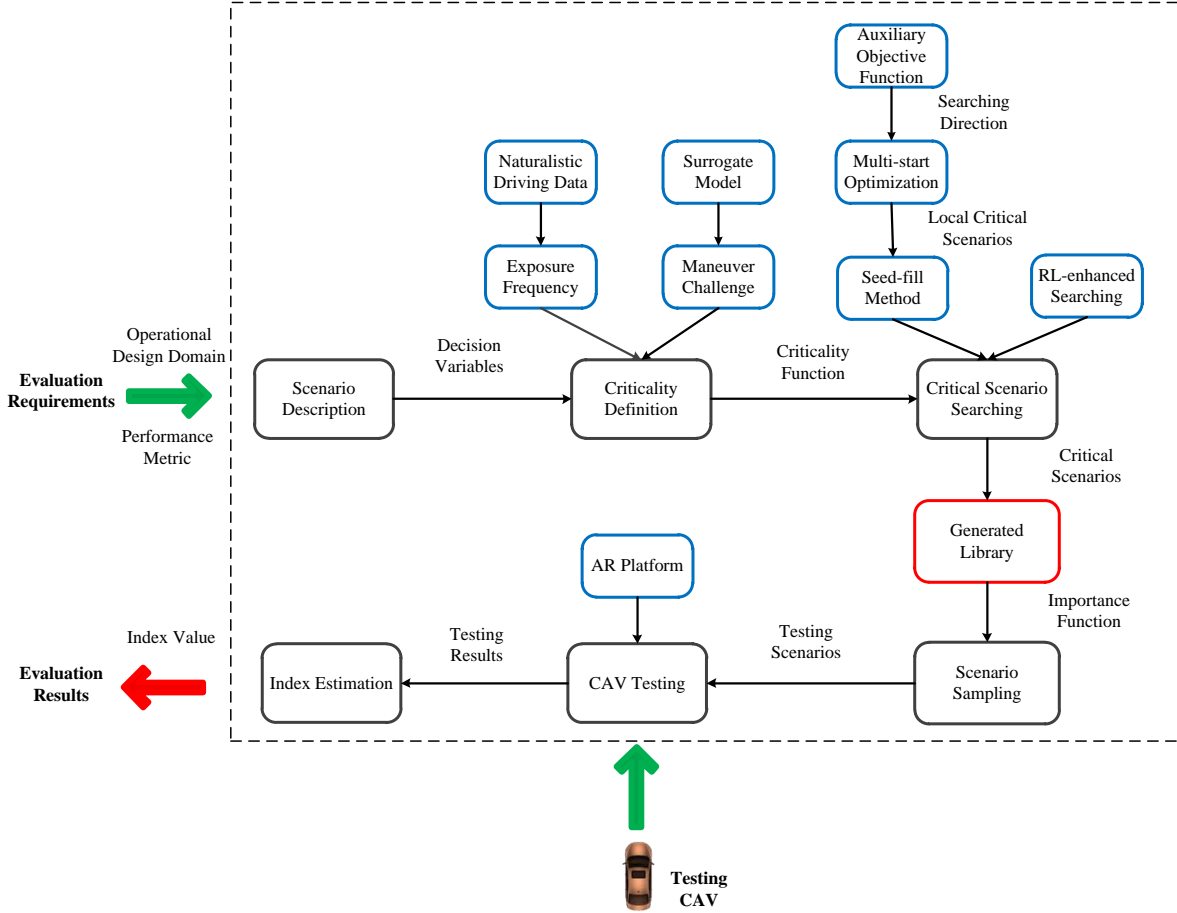 Auxiliary
Objective
Function
Searching
Direction
Naturalistic
Driving Data
Surrogate
Model
Multi-start
Optimization
Local Critical
Scenarios
Exposure
Frequency
Maneuver
Challenge
Seed-fill
Method
RL-enhanced
Searching
Operational
Design Domain
Evaluation
Requirements
Performance
Metric
Scenario
Description
Decision
Variables
Criticality
Definition
Criticality
Function
Critical Scenario
Searching
Critical
Scenarios
Generated
Library
AR Platform
Importance
Function
Index Value
Evaluation
Results
Index Estimation
Testing
Results
CAV Testing
Testing
Scenarios
Scenario
Sampling
Testing
CAV